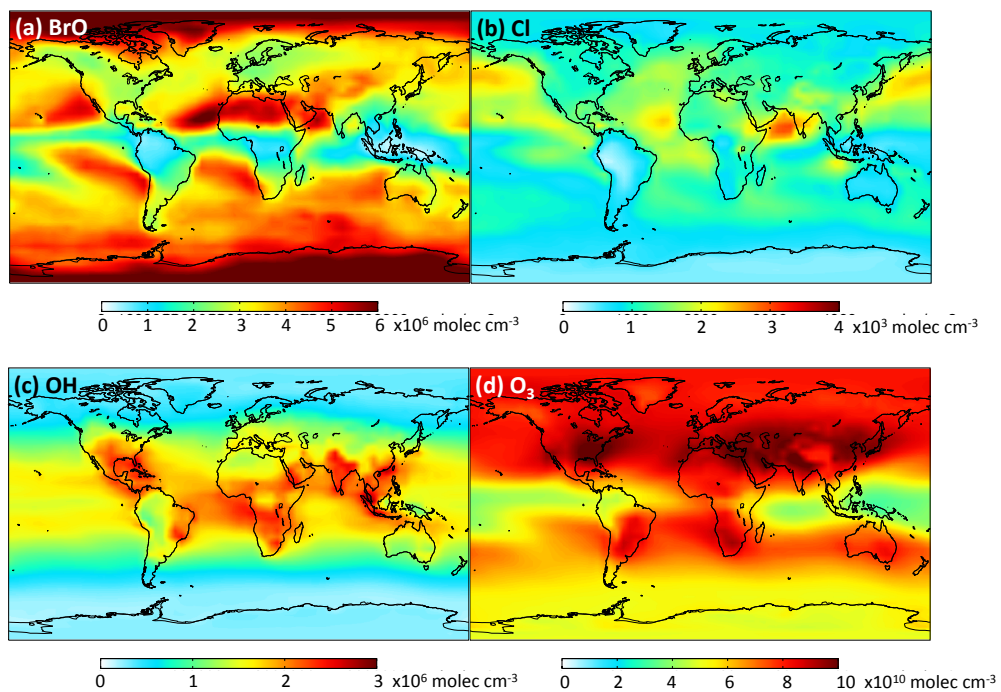 (a) BrO
(b) Cl
0 1 2 3 4 5 6 x10⁶ molec cm⁻³
0 1 2 3 4 x10³ molec cm⁻³
(c) OH
(d) O₃
0 1 2 3 x10⁶ molec cm⁻³
0 2 4 6 8 10 x10¹⁰ molec cm⁻³